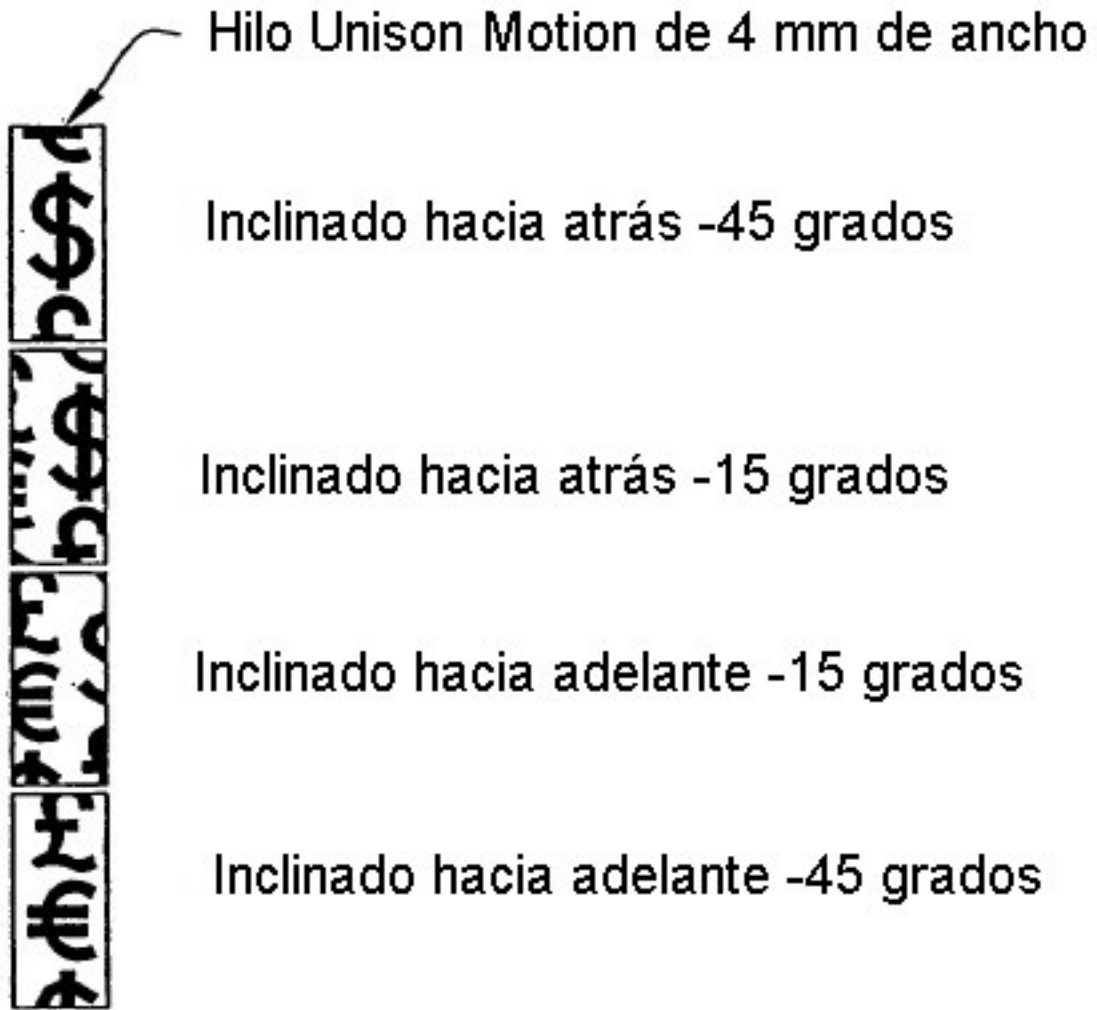 Hilo Unison Motion de 4 mm de ancho
Inclinado hacia atrás -45 grados
Inclinado hacia atrás -15 grados
Inclinado hacia adelante -15 grados
Inclinado hacia adelante -45 grados